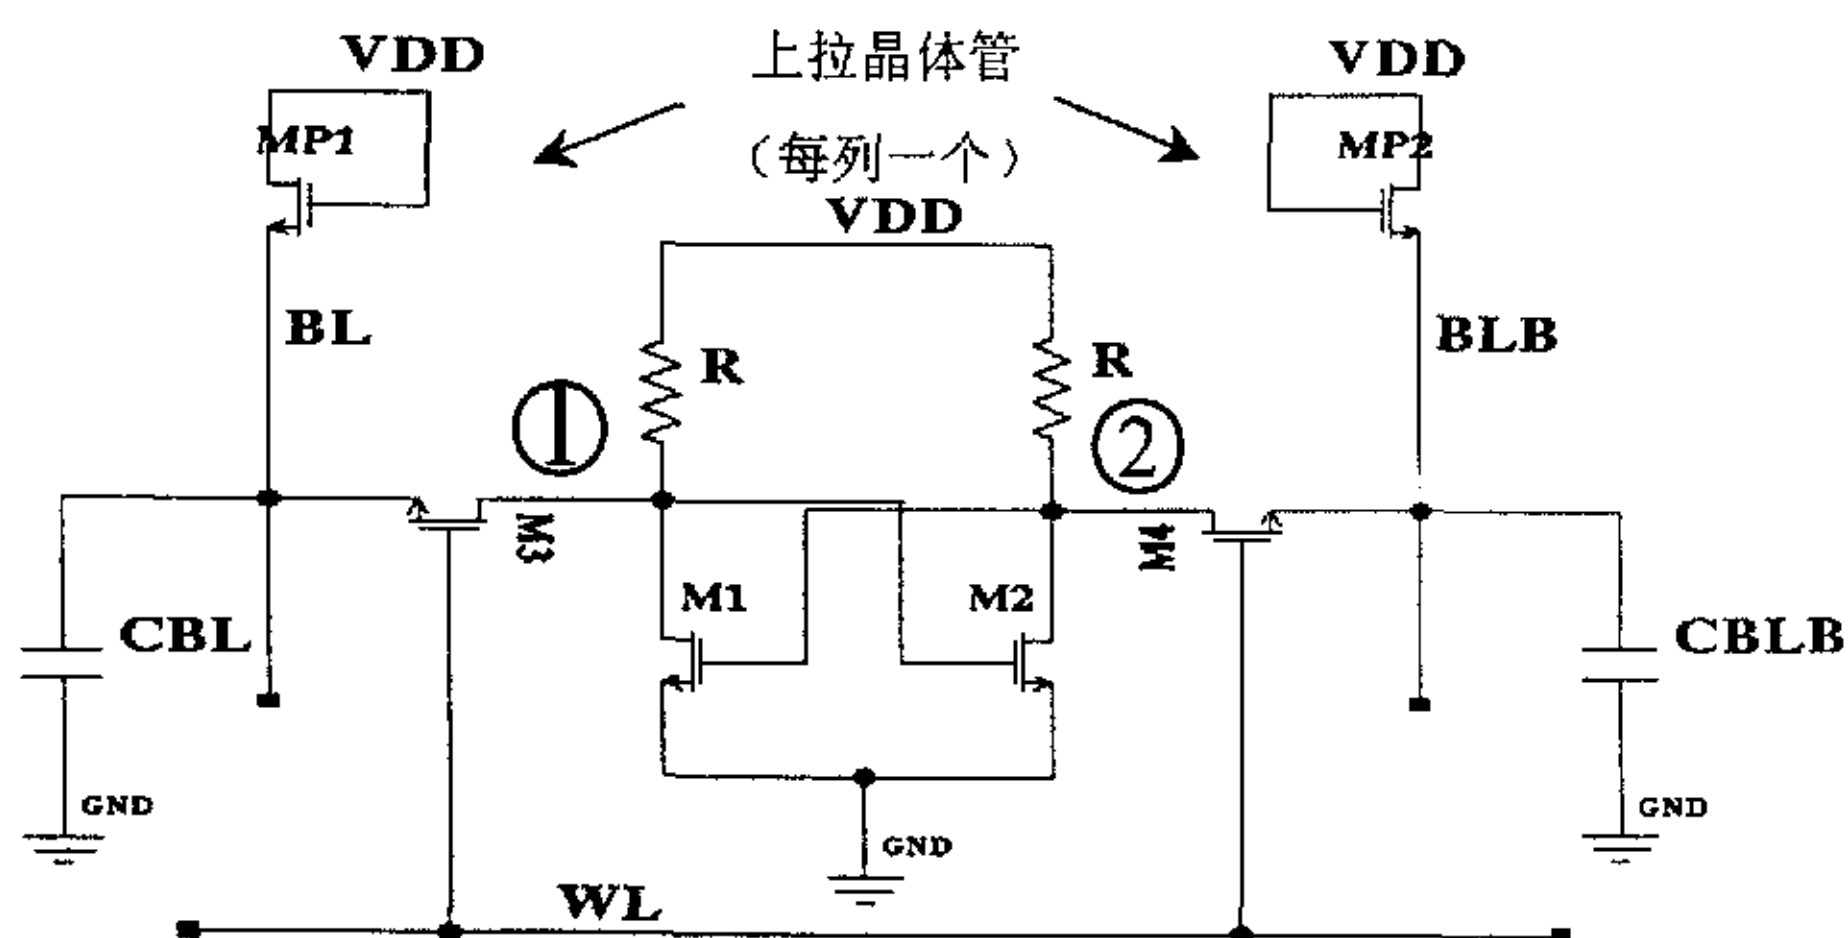 VDD
上拉晶体管
VDD
MP1
(每列一个)
MP2
VDD
BL
BLB
R
R
①
②
M3
M4
M1
M2
CBL
CBLB
GND
GND
GND
WL